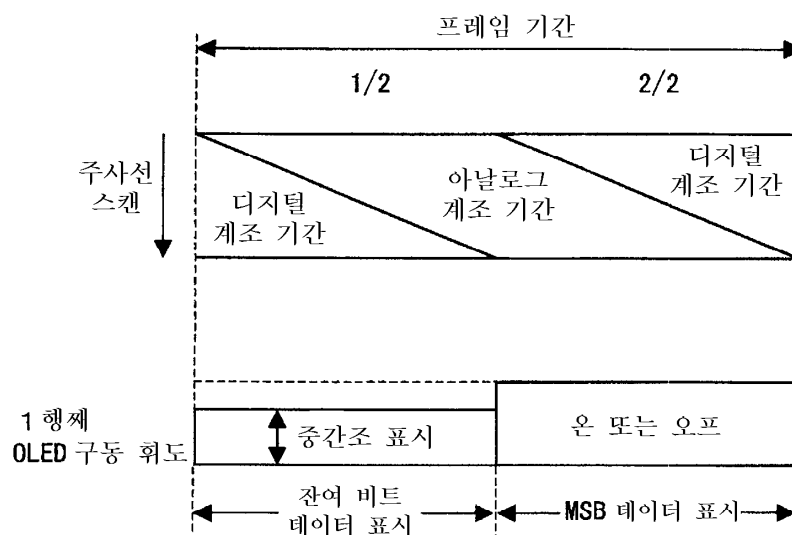 프레임 기간
1/2
2/2
주사선
스캔
디지털
계조 기간
아날로그
계조 기간
디지털
계조 기간
1 행째
OLED 구동 휘도
중간조 표시
온 또는 오프
잔여 비트
데이터 표시
MSB 데이터 표시